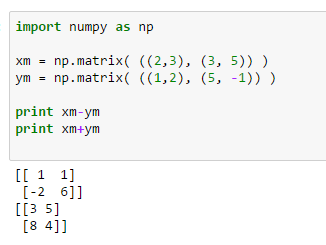 import numpy as np
xm = np.matrix( ((2,3), (3, 5)) )
ym = np.matrix( ((1,2), (5, -1)) )
print xm-ym
print xm+ym
[[ 1  1]
 [-2  6]]
[[3 5]
 [8 4]]